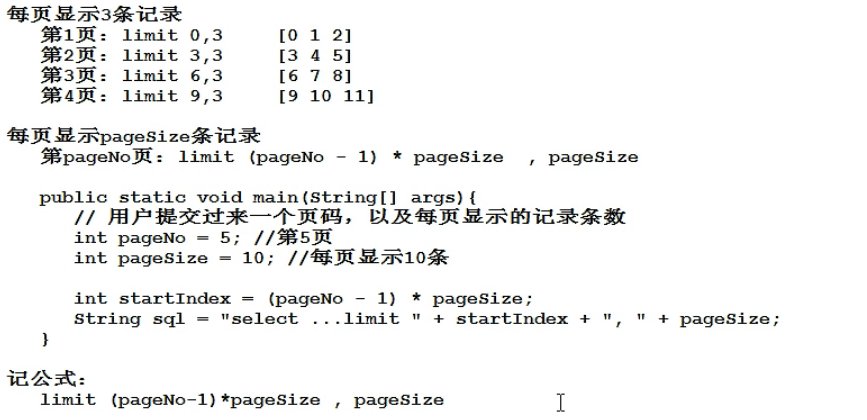 每页显示3条记录
第1页：limit 0,3 [0 1 2]
第2页：limit 3,3 [3 4 5]
第3页：limit 6,3 [6 7 8]
第4页：limit 9,3 [9 10 11]
每页显示pageSize条记录
第pageNo页：limit (pageNo - 1) * pageSize , pageSize
public static void main(String[] args){
// 用户提交过来一个页码，以及每页显示的记录条数
int pageNo = 5; //第5页
int pageSize = 10; //每页显示10条
int startIndex = (pageNo - 1) * pageSize;
String sql = "select ...limit " + startIndex + ", " + pageSize;
}
记公式：
limit (pageNo-1)*pageSize , pageSize